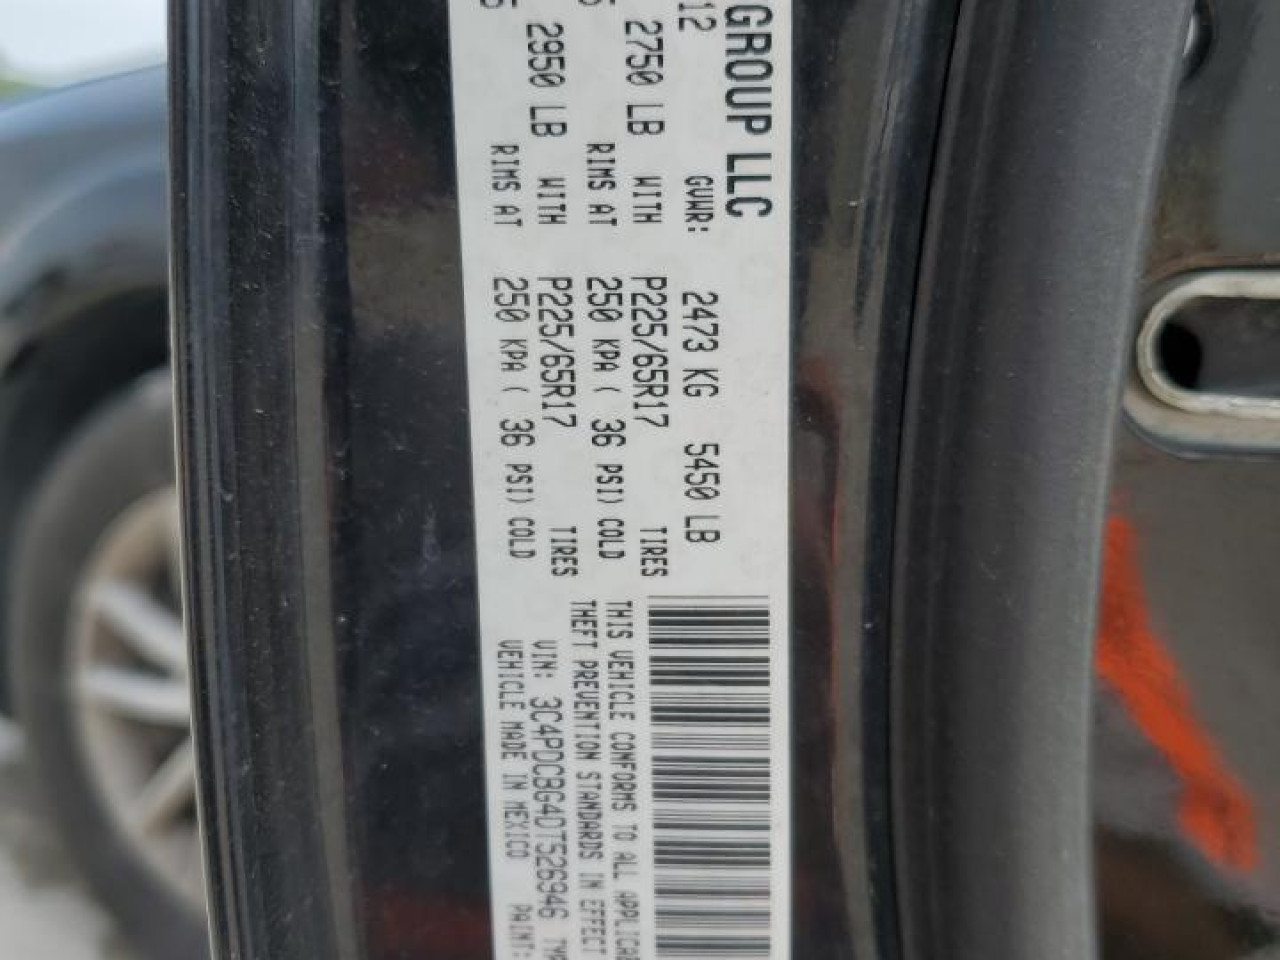 GROUP LLC
12 GVWR: 2473 KG 5450 LB
2750 LB WITH P225/65R17 TIRES
RIMS AT 250 KPA ( 36 PSI) COLD
2950 LB WITH P225/65R17 TIRES
RIMS AT 250 KPA ( 36 PSI) COLD
THIS VEHICLE CONFORMS TO ALL APPLICAB
THEFT PREVENTION STANDARDS IN EFFECT
VIN: 3C4PDCBG4DT526946
VEHICLE MADE IN MEXICO PAINT: